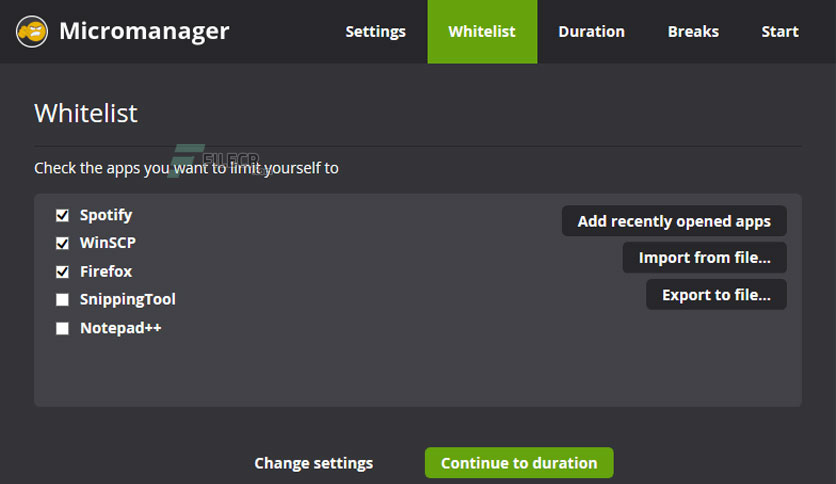 Micromanager
Settings Whitelist Duration Breaks Start
Whitelist
FILECR
Check the apps you want to limit yourself to
Spotify
Add recently opened apps
WinSCP
Import from file...
Firefox
Export to file...
SnippingTool
Notepad++
Change settings Continue to duration